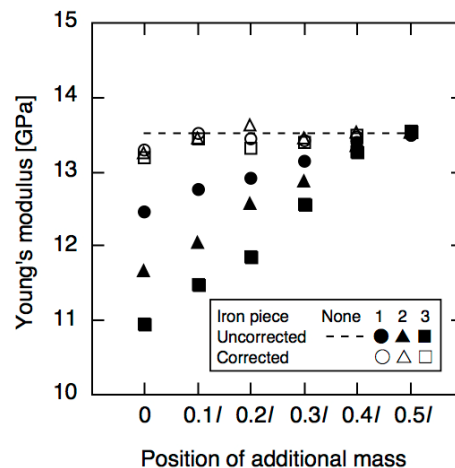 15
14
13
12
11
10
Young's modulus [GPa]
Iron piece None 1 2 3
Uncorrected
Corrected
0 0.1l 0.2l 0.3l 0.4l 0.5l
Position of additional mass